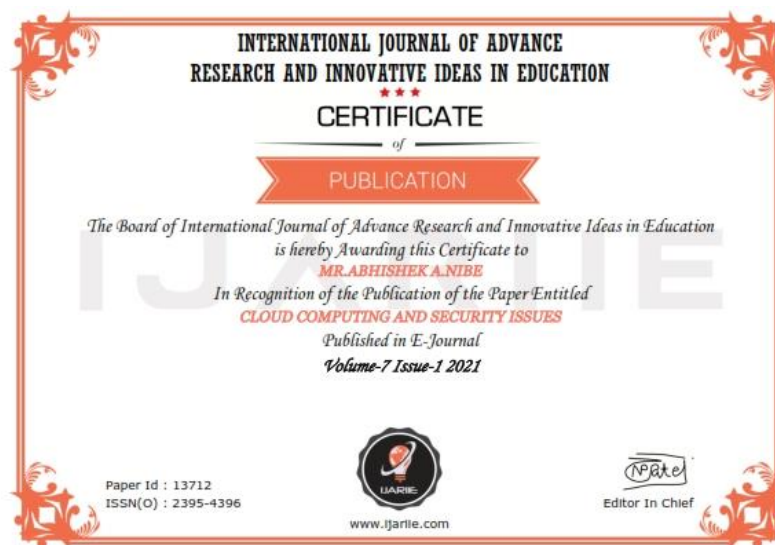 INTERNATIONAL JOURNAL OF ADVANCE
RESEARCH AND INNOVATIVE IDEAS IN EDUCATION
CERTIFICATE
of
PUBLICATION
The Board of International Journal of Advance Research and Innovative Ideas in Education
is hereby Awarding this Certificate to
MR.ABHISHEK A.NIBE
In Recognition of the Publication of the Paper Entitled
CLOUD COMPUTING AND SECURITY ISSUES
Published in E-Journal
Volume-7 Issue-1 2021
IJARIIE
Paper Id : 13712
ISSN(O) : 2395-4396
IJARIIE
www.ijariie.com
Editor In Chief